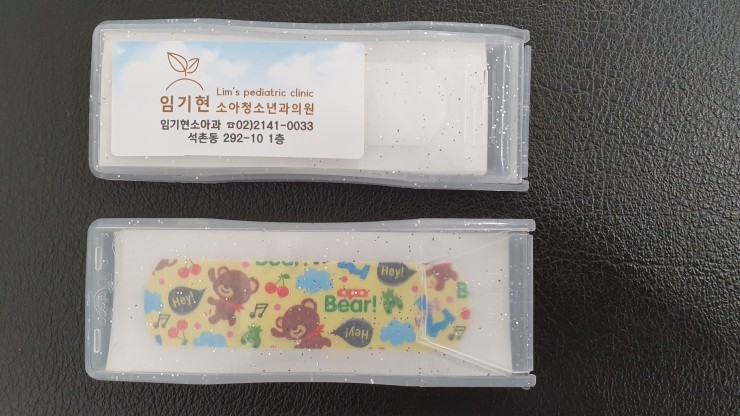 Lim's pediatric clinic
임기현 소아청소년과의원
임기현소아과 ☎02)2141-0033
석촌동 292-10 1층
Bear!
Hey!
Hey!
Bear!
Hey!